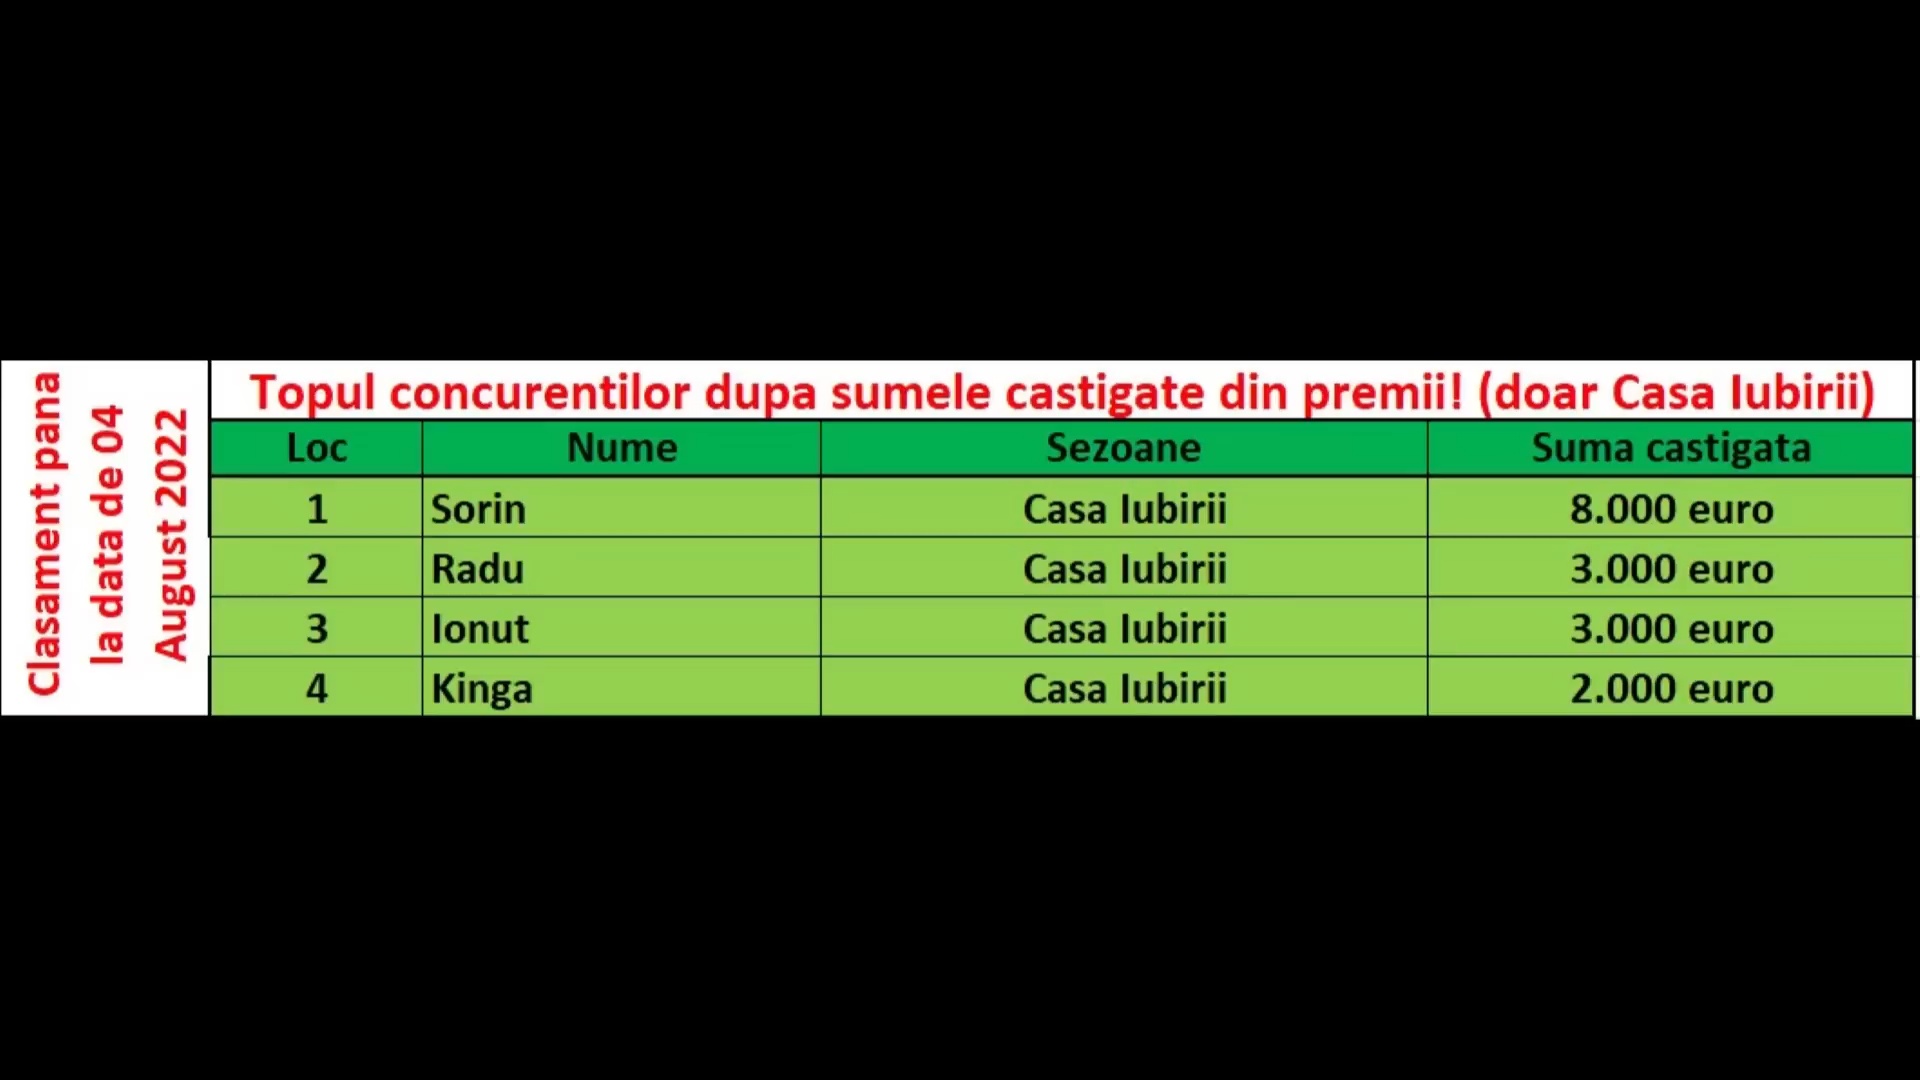 Clasament pana
la data de 04
August 2022
Topul concurentilor dupa sumele castigate din premii! (doar Casa Iubirii)
Loc Nume Sezoane Suma castigata
1 Sorin Casa Iubirii 8.000 euro
2 Radu Casa Iubirii 3.000 euro
3 Ionut Casa Iubirii 3.000 euro
4 Kinga Casa Iubirii 2.000 euro